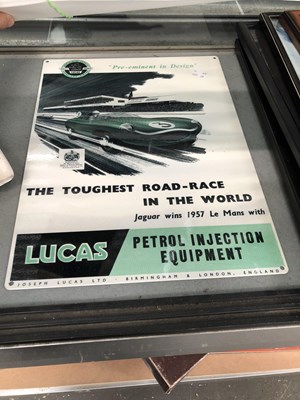 "Pre-eminent in Design"
THE TOUGHEST ROAD-RACE
IN THE WORLD
Jaguar wins 1957 Le Mans with
LUCAS
PETROL INJECTION
EQUIPMENT
JOSEPH LUCAS LTD · BIRMINGHAM & LONDON, ENGLAND